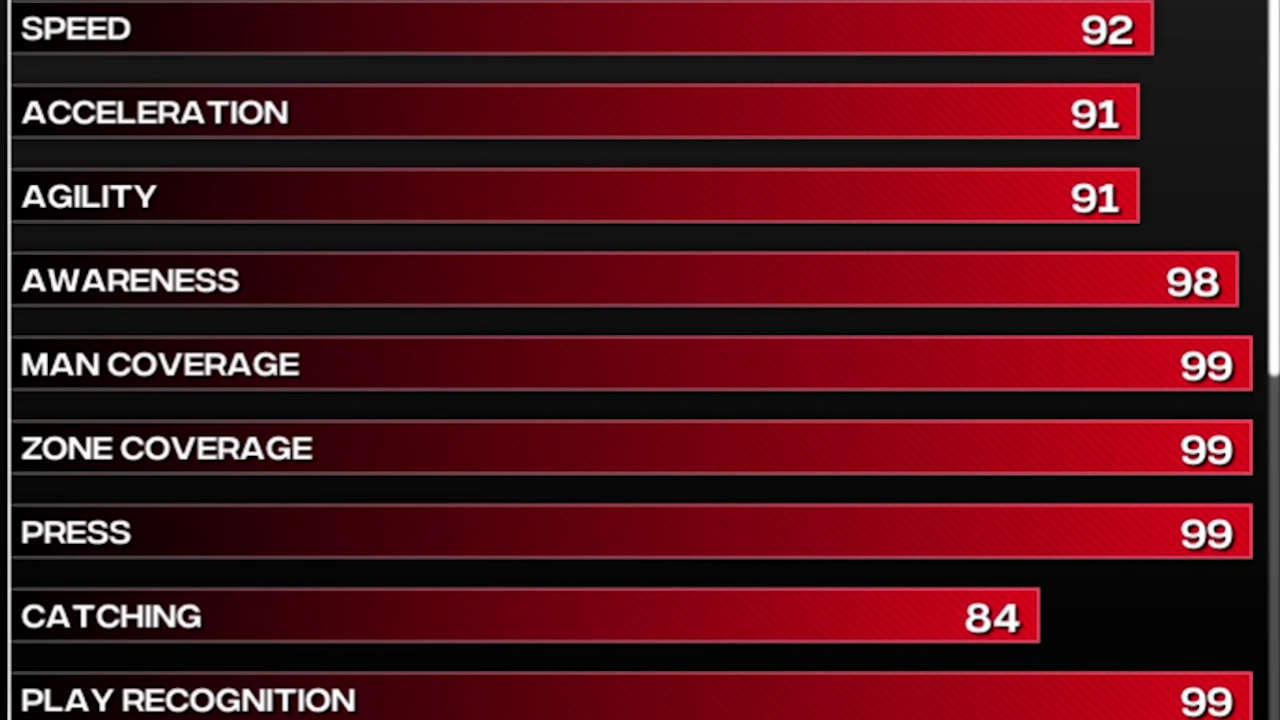 SPEED 92
ACCELERATION 91
AGILITY 91
AWARENESS 98
MAN COVERAGE 99
ZONE COVERAGE 99
PRESS 99
CATCHING 84
PLAY RECOGNITION 99